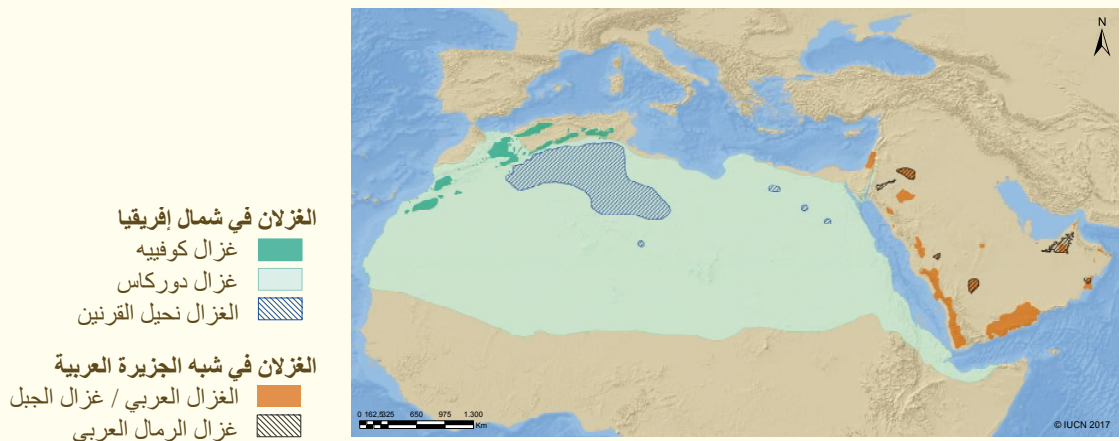 الغزلان في شمال إفريقيا
غزال كوفييه
غزال دوركاس
الغزال نحيل القرنين
الغزلان في شبه الجزيرة العربية
الغزال العربي / غزال الجبل
غزال الرمال العربي
N
0 162,5 325 650 975 1.300
Km
© IUCN 2017